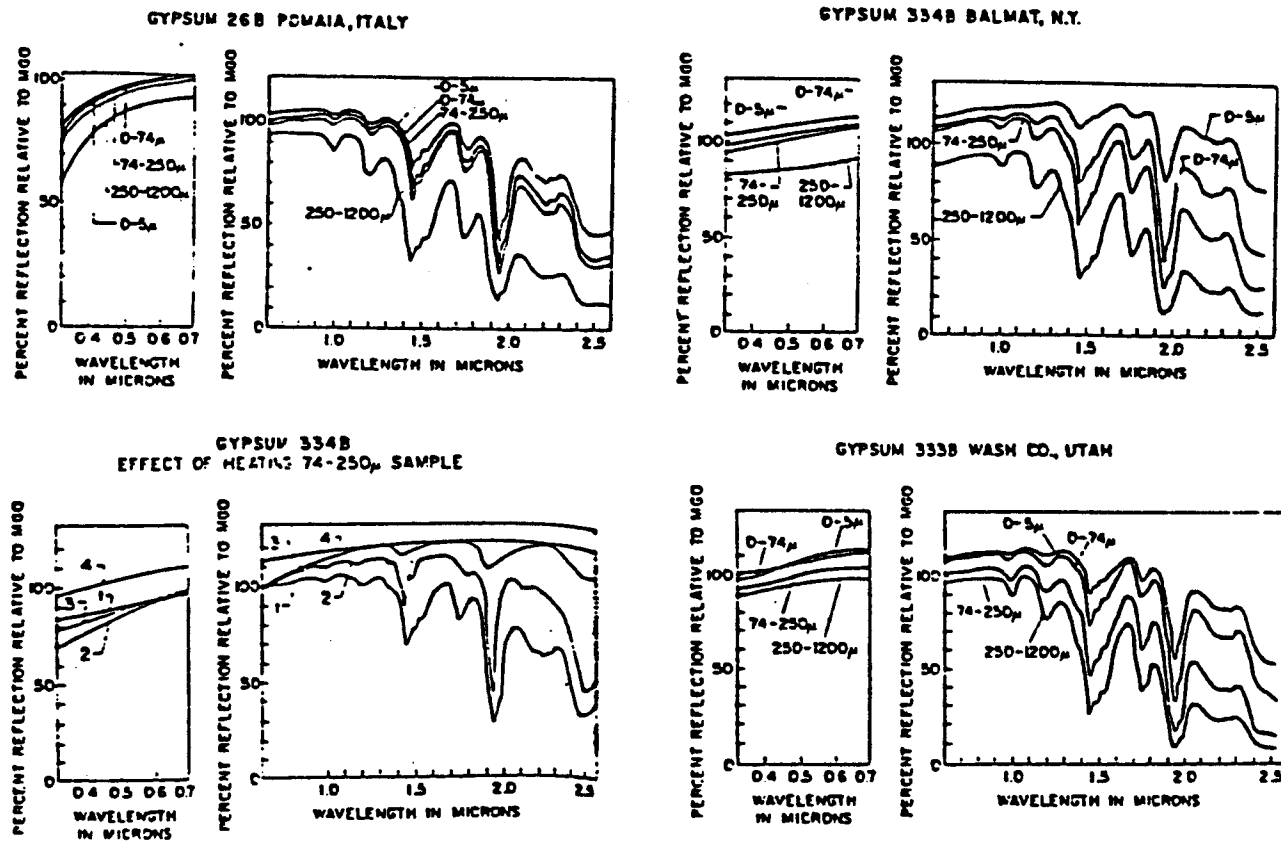 GYPSUM 26B POMAIA, ITALY
PERCENT REFLECTION RELATIVE TO MGO
100
50
0
0-74μ
74-250μ
250-1200μ
0-5μ
0.4 0.5 0.6 0.7
WAVELENGTH
IN MICRONS
PERCENT REFLECTION RELATIVE TO MGO
100
50
0
0-5μ
0-74μ
74-250μ
250-1200μ
1.0 1.5 2.0 2.5
WAVELENGTH IN MICRONS
GYPSUM 334B BALMAT, N.Y.
PERCENT REFLECTION RELATIVE TO MGO
100
50
0
0-74μ
0-5μ
74-
250μ
250-
1200μ
0.4 0.5 0.6 0.7
WAVELENGTH
IN MICRONS
PERCENT REFLECTION RELATIVE TO MGO
100
50
0
0-5μ
74-250μ
0-74μ
250-1200μ
1.0 1.5 2.0 2.5
WAVELENGTH IN MICRONS
GYPSUM 334B
EFFECT OF HEATING 74-250μ SAMPLE
PERCENT REFLECTION RELATIVE TO MGO
100
50
0
4
3
1
2
0.4 0.5 0.6 0.7
WAVELENGTH
IN MICRONS
PERCENT REFLECTION RELATIVE TO MGO
100
50
0
3
4
1
2
1.0 1.5 2.0 2.5
WAVELENGTH IN MICRONS
GYPSUM 333B WASH CO., UTAH
PERCENT REFLECTION RELATIVE TO MGO
100
50
0
0-5μ
0-74μ
74-250μ
250-1200μ
0.4 0.5 0.6 0.7
WAVELENGTH
IN MICRONS
PERCENT REFLECTION RELATIVE TO MGO
100
50
0
0-5μ
0-74μ
74-250μ
250-1200μ
1.0 1.5 2.0 2.5
WAVELENGTH IN MICRONS